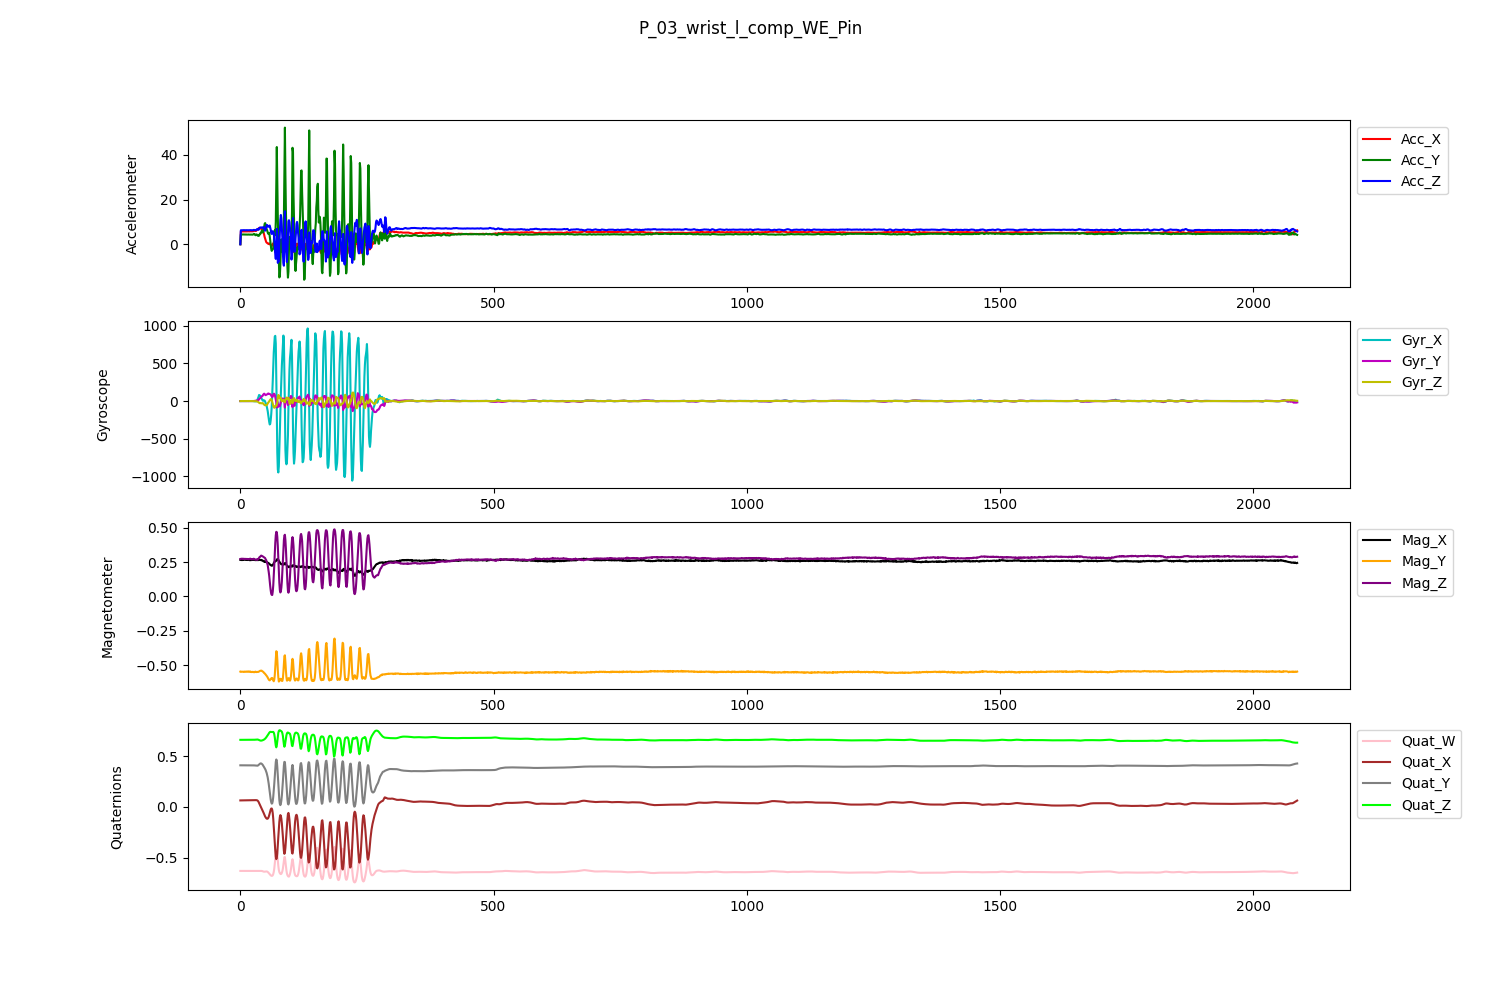 P_03_wrist_l_comp_WE_Pin
Accelerometer
40
20
0
0
500
1000
1500
2000
Acc_X
Acc_Y
Acc_Z
Gyroscope
1000
500
0
−500
−1000
0
500
1000
1500
2000
Gyr_X
Gyr_Y
Gyr_Z
Magnetometer
0.50
0.25
0.00
−0.25
−0.50
0
500
1000
1500
2000
Mag_X
Mag_Y
Mag_Z
Quaternions
0.5
0.0
−0.5
0
500
1000
1500
2000
Quat_W
Quat_X
Quat_Y
Quat_Z